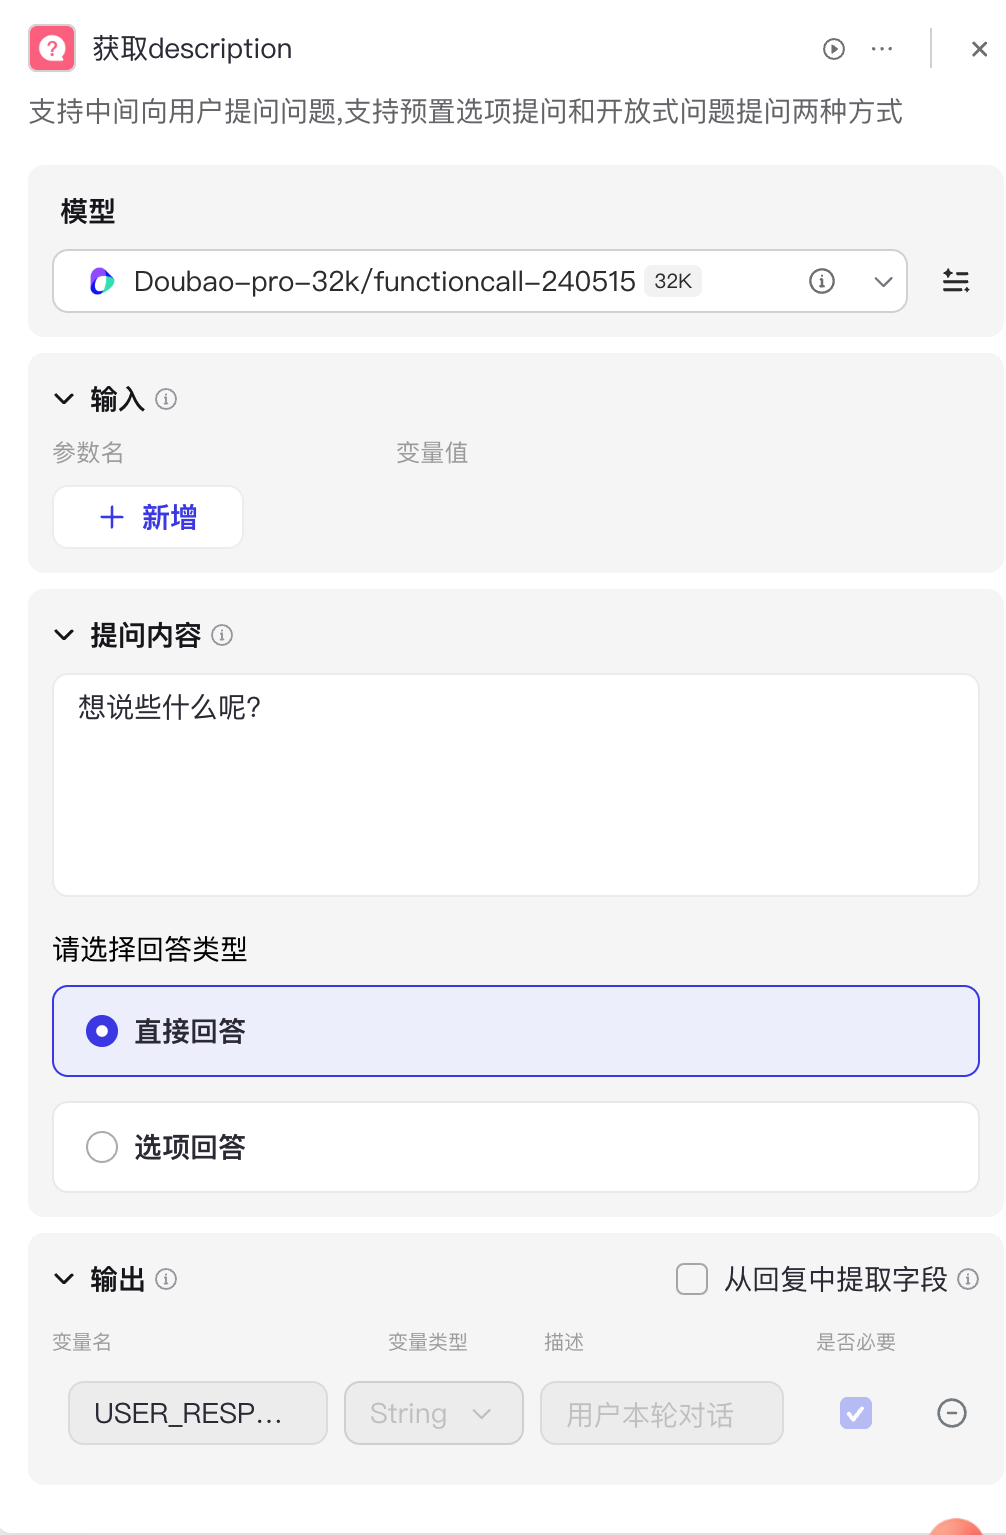 获取description
支持中间向用户提问问题,支持预置选项提问和开放式问题提问两种方式
模型
Doubao-pro-32k/functioncall-240515 32K
输入
参数名 变量值
新增
提问内容
想说些什么呢?
请选择回答类型
直接回答
选项回答
输出 从回复中提取字段
变量名 变量类型 描述 是否必要
USER_RESP... String 用户本轮对话